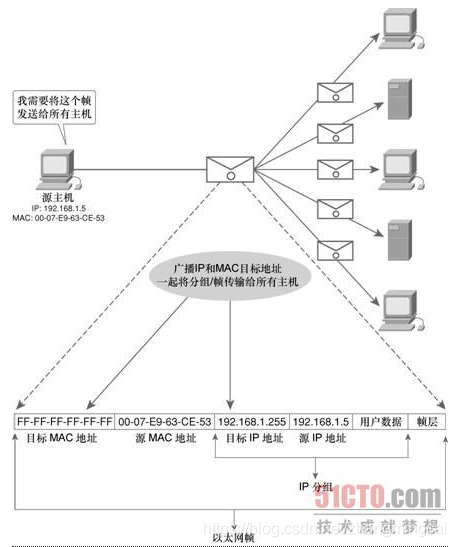 我需要将这个帧
发送给所有主机
源主机
IP: 192.168.1.5
MAC: 00-07-E9-63-CE-53
广播IP和MAC目标地址
一起将分组/帧传输给所有主机
FF-FF-FF-FF-FF-FF 00-07-E9-63-CE-53 192.168.1.255 192.168.1.5 用户数据 帧层
目标 MAC 地址 源 MAC 地址 目标 IP 地址 源 IP 地址
IP 分组
51CTO.com
技术成就梦想
以太网帧